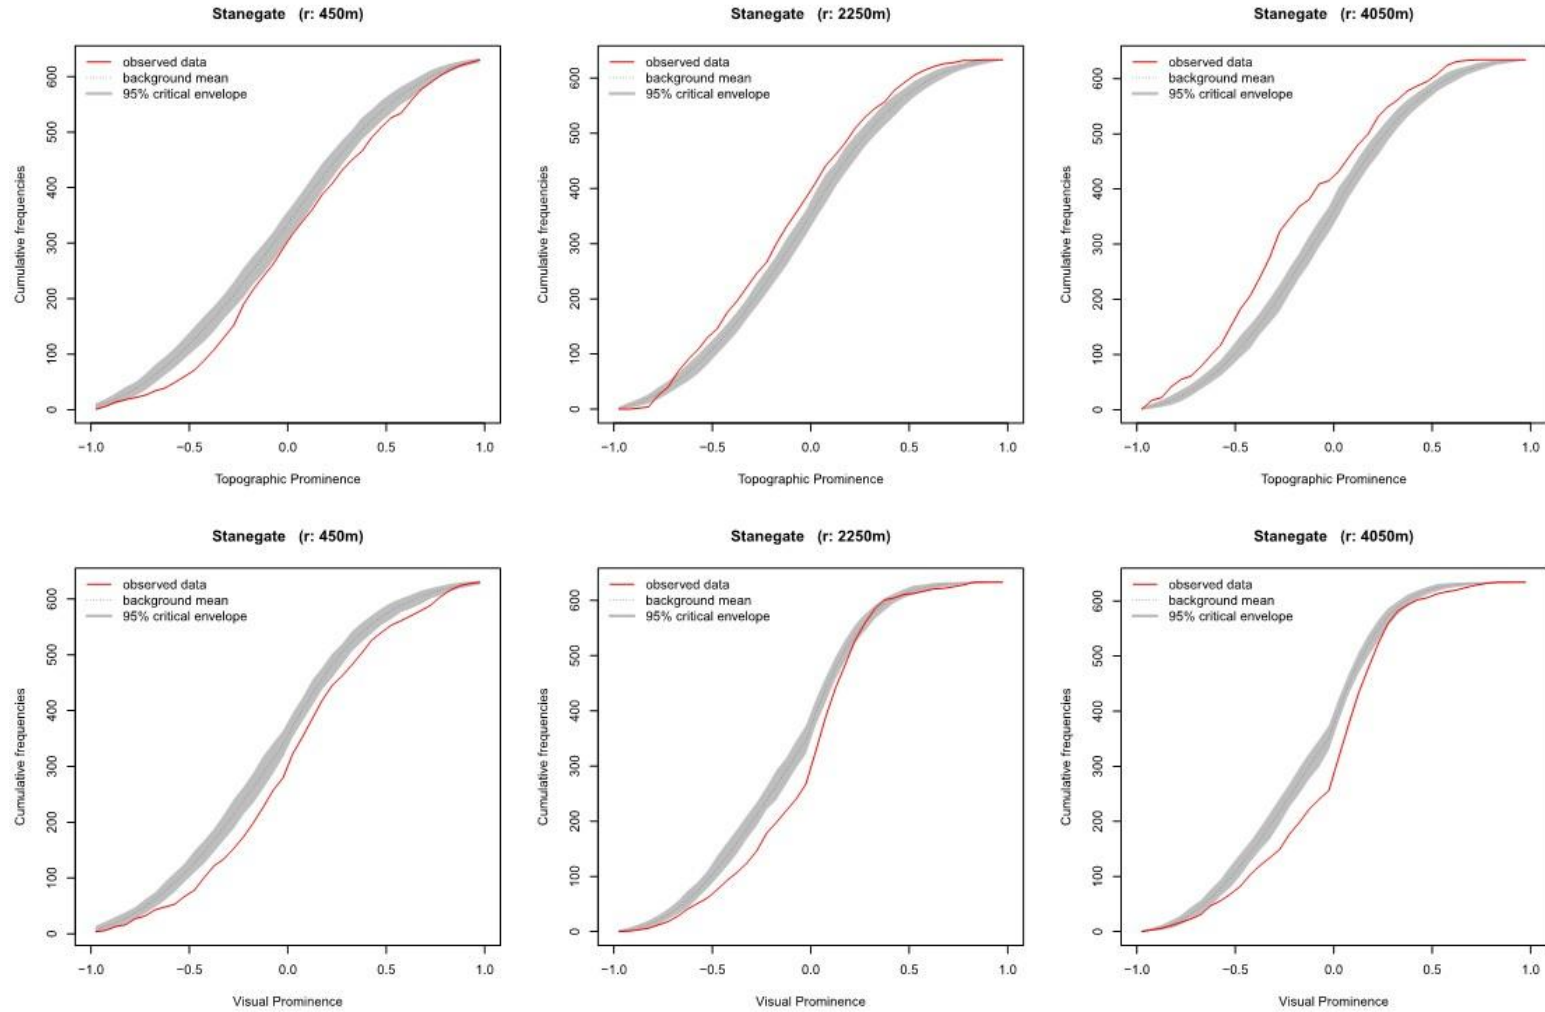 Stanegate (r: 450m)
observed data
background mean
95% critical envelope
Cumulative frequencies
0 100 200 300 400 500 600
−1.0 −0.5 0.0 0.5 1.0
Topographic Prominence
Stanegate (r: 2250m)
observed data
background mean
95% critical envelope
Cumulative frequencies
0 100 200 300 400 500 600
−1.0 −0.5 0.0 0.5 1.0
Topographic Prominence
Stanegate (r: 4050m)
observed data
background mean
95% critical envelope
Cumulative frequencies
0 100 200 300 400 500 600
−1.0 −0.5 0.0 0.5 1.0
Topographic Prominence
Stanegate (r: 450m)
observed data
background mean
95% critical envelope
Cumulative frequencies
0 100 200 300 400 500 600
−1.0 −0.5 0.0 0.5 1.0
Visual Prominence
Stanegate (r: 2250m)
observed data
background mean
95% critical envelope
Cumulative frequencies
0 100 200 300 400 500 600
−1.0 −0.5 0.0 0.5 1.0
Visual Prominence
Stanegate (r: 4050m)
observed data
background mean
95% critical envelope
Cumulative frequencies
0 100 200 300 400 500 600
−1.0 −0.5 0.0 0.5 1.0
Visual Prominence